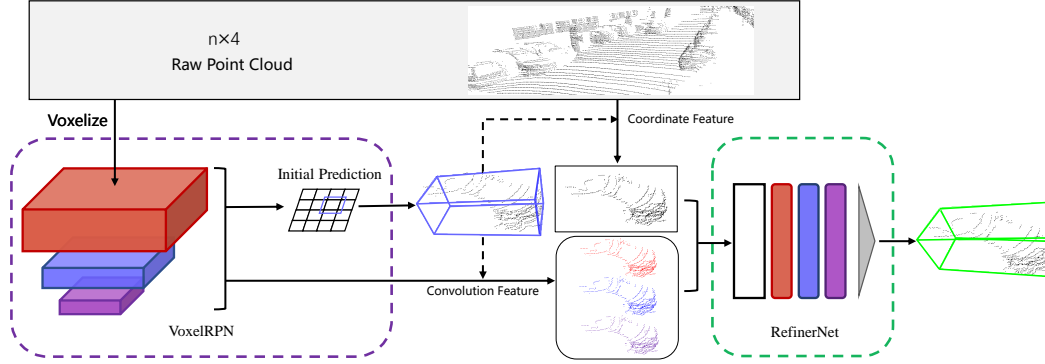 n×4
Raw Point Cloud
Voxelize
Coordinate Feature
Initial Prediction
Convolution Feature
VoxelRPN
RefinerNet